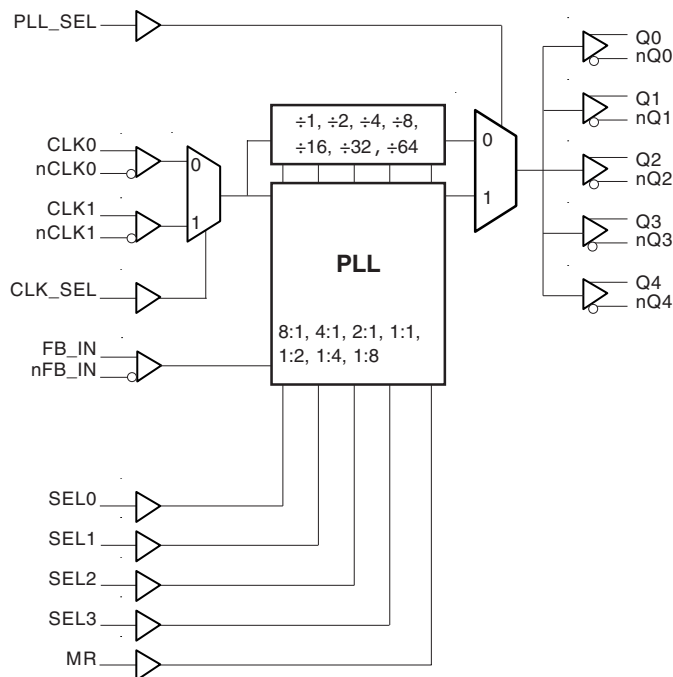 PLL_SEL
Q0
nQ0
÷1, ÷2, ÷4, ÷8,
÷16, ÷32, ÷64
Q1
nQ1
CLK0
nCLK0
0
0
Q2
nQ2
CLK1
nCLK1
1
1
Q3
nQ3
PLL
CLK_SEL
Q4
nQ4
8:1, 4:1, 2:1, 1:1,
1:2, 1:4, 1:8
FB_IN
nFB_IN
SEL0
SEL1
SEL2
SEL3
MR